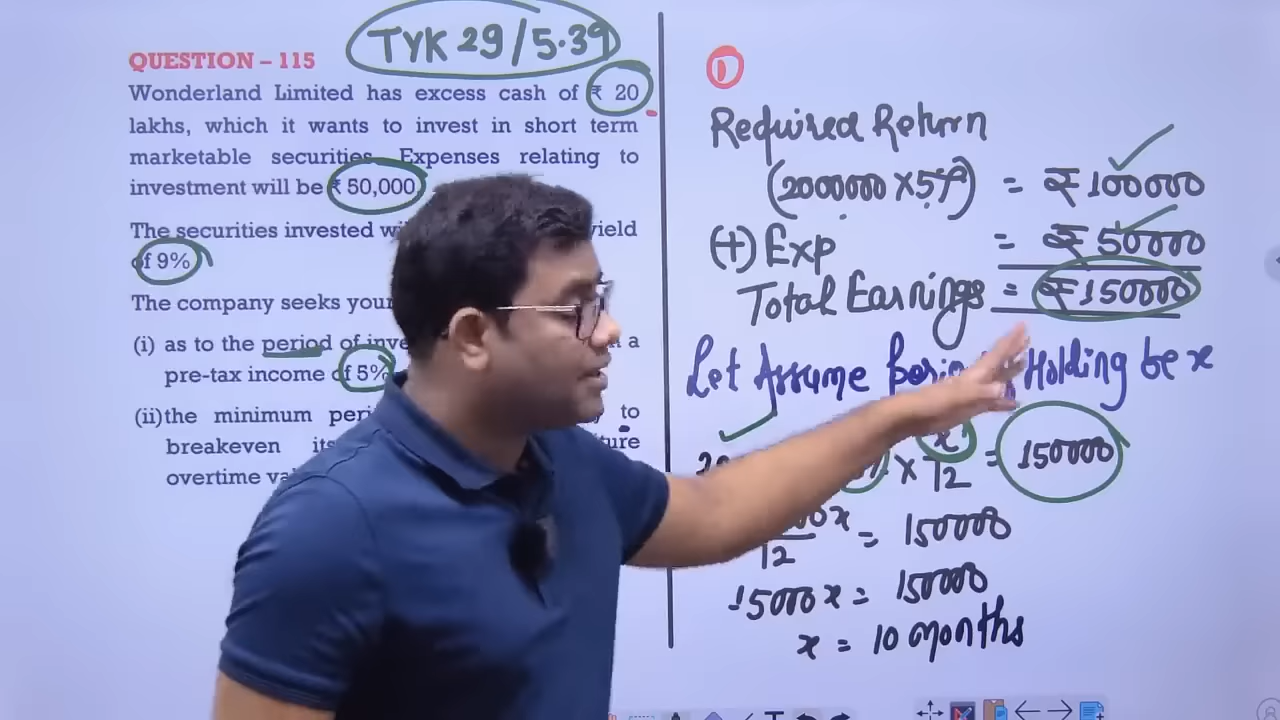 TYK 29/5.39
QUESTION – 115
Wonderland Limited has excess cash of ₹ 20
lakhs, which it wants to invest in short term
marketable securities. Expenses relating to
investment will be ₹ 50,000
The securities invested
of 9%
The company seeks your
(i) as to the period of a
pre-tax income of 5%
(ii) the minimum to
breakeven
overtime
1
Required Return
(2000000 × 5%) = ₹ 100000
(+) Exp = ₹ 50000
Total Earnings = ₹ 150000
Let Assume Holding be x
× x/12 = 150000
x/12 = 150000
15000x = 150000
x = 10 months